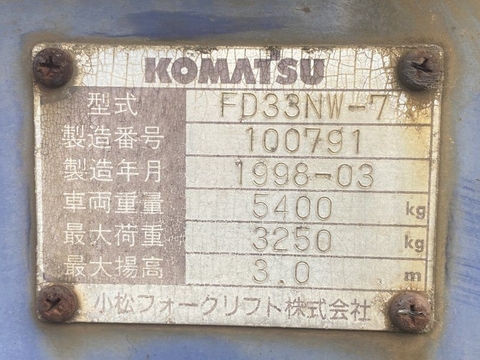 KOMATSU
型式 FD33NW-7
製造番号 100791
製造年月 1998-03
車両重量 5400 kg
最大荷重 3250 kg
最大揚高 3.0 m
小松フォークリフト株式会社